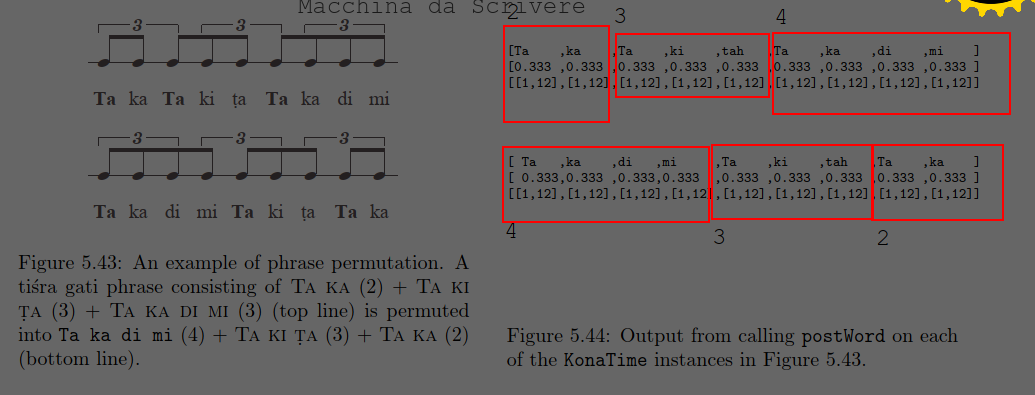 Macchina da Scrivere
3 3 3
Ta ka Ta ki ṭa Ta ka di mi
3 3 3
Ta ka di mi Ta ki ṭa Ta ka
Figure 5.43: An example of phrase permutation. A
tiśra gati phrase consisting of Ta ka (2) + Ta ki
ṭa (3) + Ta ka di mi (3) (top line) is permuted
into Ta ka di mi (4) + Ta ki ṭa (3) + Ta ka (2)
(bottom line).
2 3 4
[Ta ,ka ,Ta ,ki ,tah ,Ta ,ka ,di ,mi ]
[0.333 ,0.333 ,0.333 ,0.333 ,0.333 ,0.333 ,0.333 ,0.333 ,0.333 ]
[[1,12],[1,12],[1,12],[1,12],[1,12],[1,12],[1,12],[1,12],[1,12]]
[ Ta ,ka ,di ,mi ,Ta ,ki ,tah ,Ta ,ka ]
[ 0.333,0.333 ,0.333,0.333 ,0.333 ,0.333 ,0.333 ,0.333 ,0.333 ]
[[1,12],[1,12],[1,12],[1,12],[1,12],[1,12],[1,12],[1,12],[1,12]]
4 3 2
Figure 5.44: Output from calling postWord on each
of the KonaTime instances in Figure 5.43.